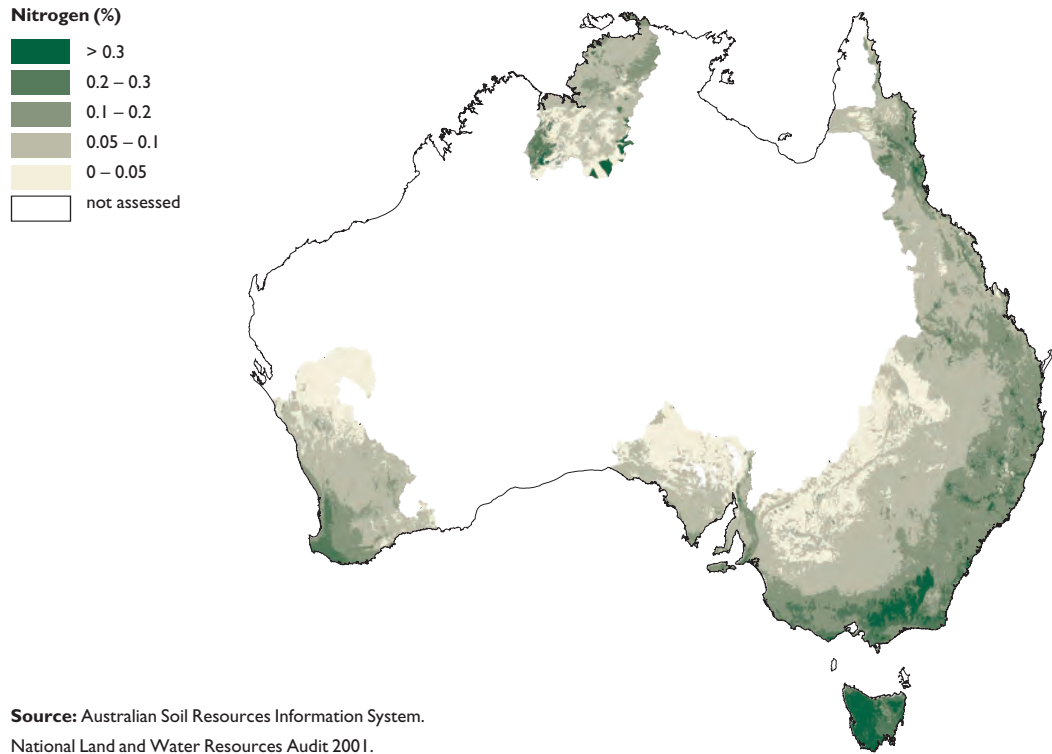 Nitrogen (%)
> 0.3
0.2 – 0.3
0.1 – 0.2
0.05 – 0.1
0 – 0.05
not assessed
Source: Australian Soil Resources Information System.
National Land and Water Resources Audit 2001.